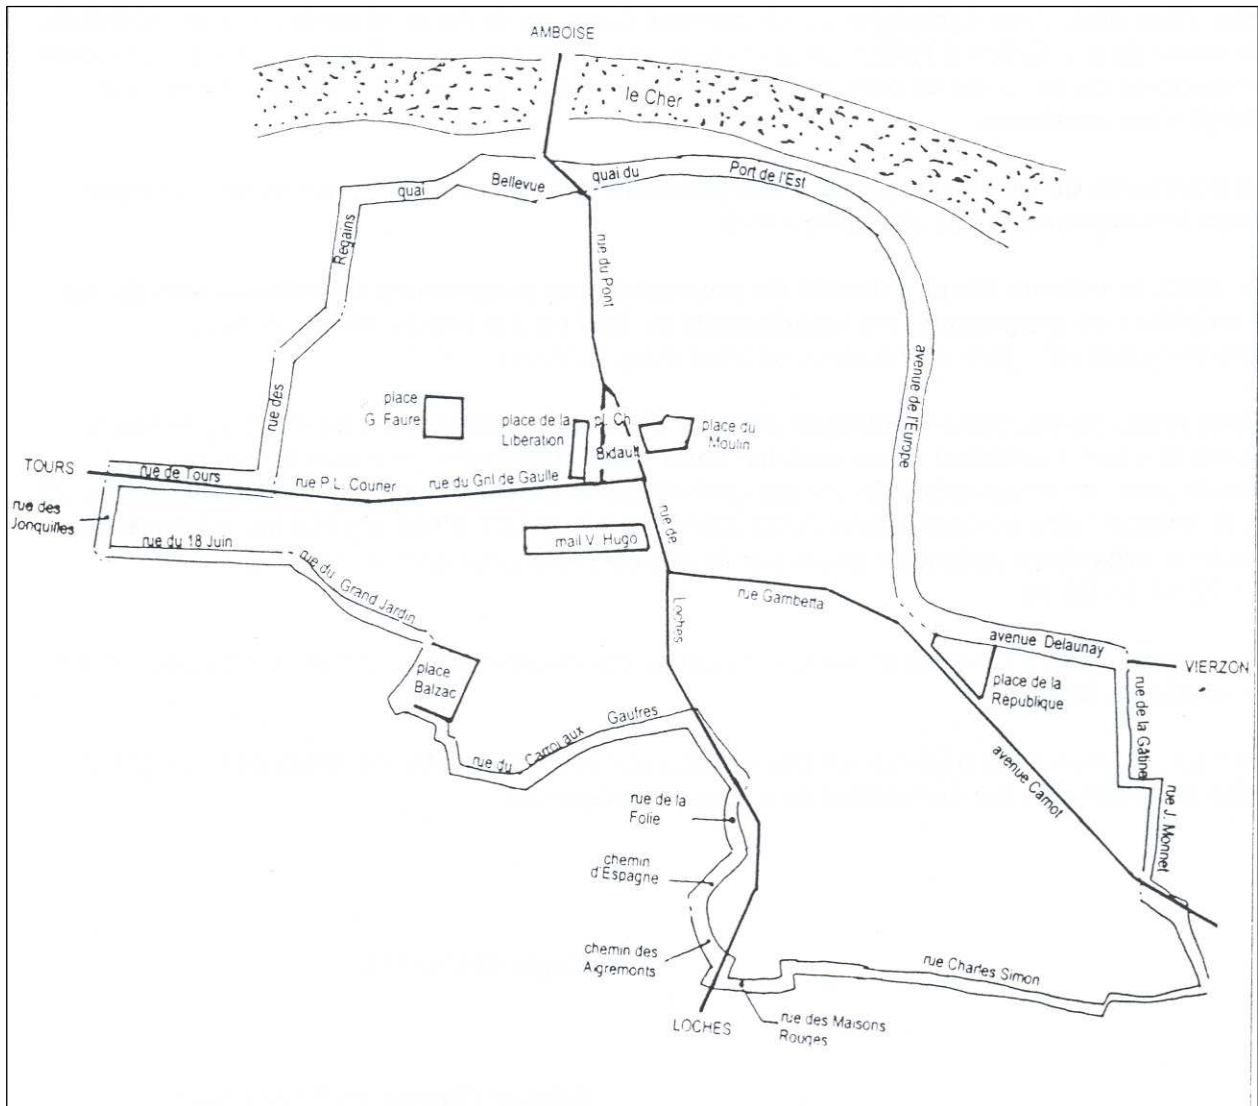 AMBOISE
le Cher
quai
Bellevue
quai du
Port de l'Est
Regains
rue des
rue du Pont
avenue de l'Europe
place
G. Faure
place de la
Libération
pl. Ch.
Bidault
place du
Moulin
TOURS
rue de Tours
rue P. L. Courier
rue du Gnl de Gaulle
rue des
Jonquilles
rue du 18 Juin
mail V. Hugo
rue de
Loches
rue du Grand Jardin
rue Gambetta
avenue Delaunay
VIERZON
place
Balzac
place de la
République
rue de la Gâtine
rue du Carroi aux Gaufres
avenue Carnot
rue J. Monnet
rue de la
Folie
chemin
d'Espagne
chemin des
Aigremonts
rue Charles Simon
LOCHES
rue des Maisons
Rouges